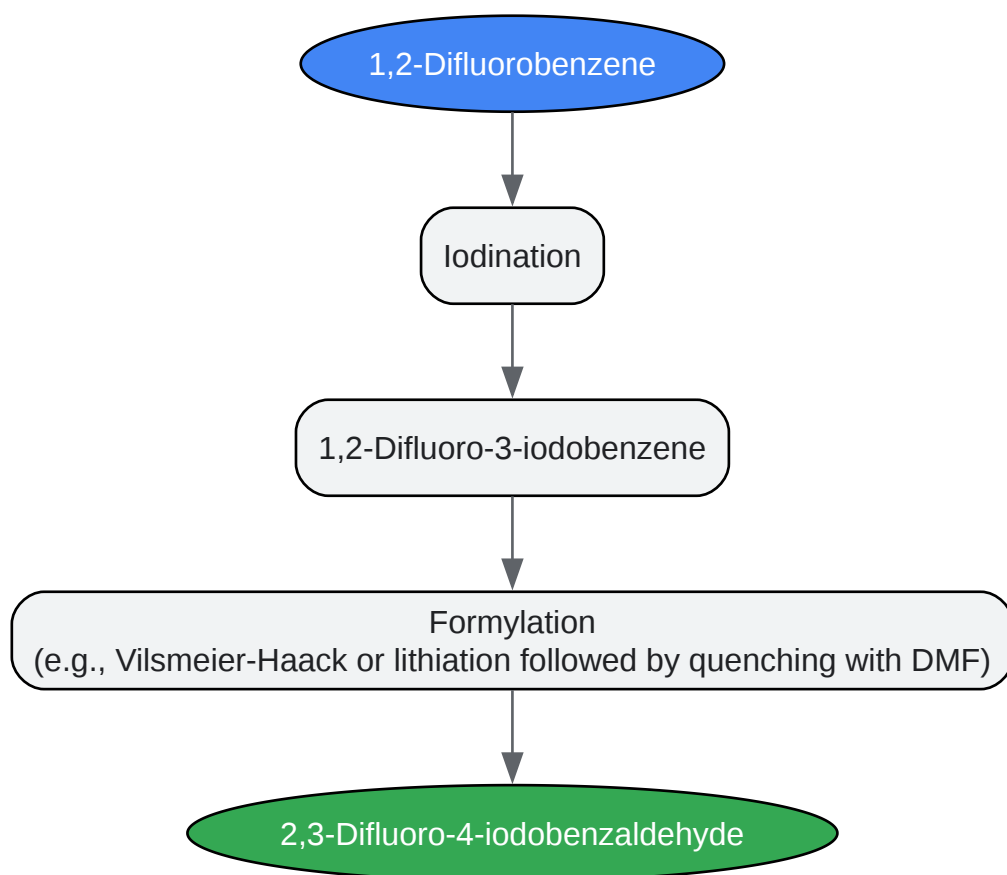 1,2-Difluorobenzene
Iodination
1,2-Difluoro-3-iodobenzene
Formylation
(e.g., Vilsmeier-Haack or lithiation followed by quenching with DMF)
2,3-Difluoro-4-iodobenzaldehyde